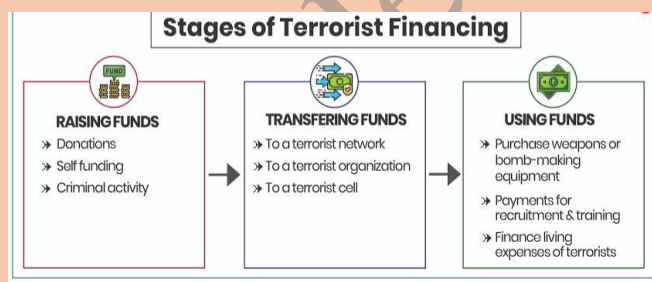 Stages of Terrorist Financing
FUND
RAISING FUNDS
Donations
Self funding
Criminal activity
TRANSFERING FUNDS
To a terrorist network
To a terrorist organization
To a terrorist cell
USING FUNDS
Purchase weapons or
bomb-making
equipment
Payments for
recruitment & training
Finance living
expenses of terrorists